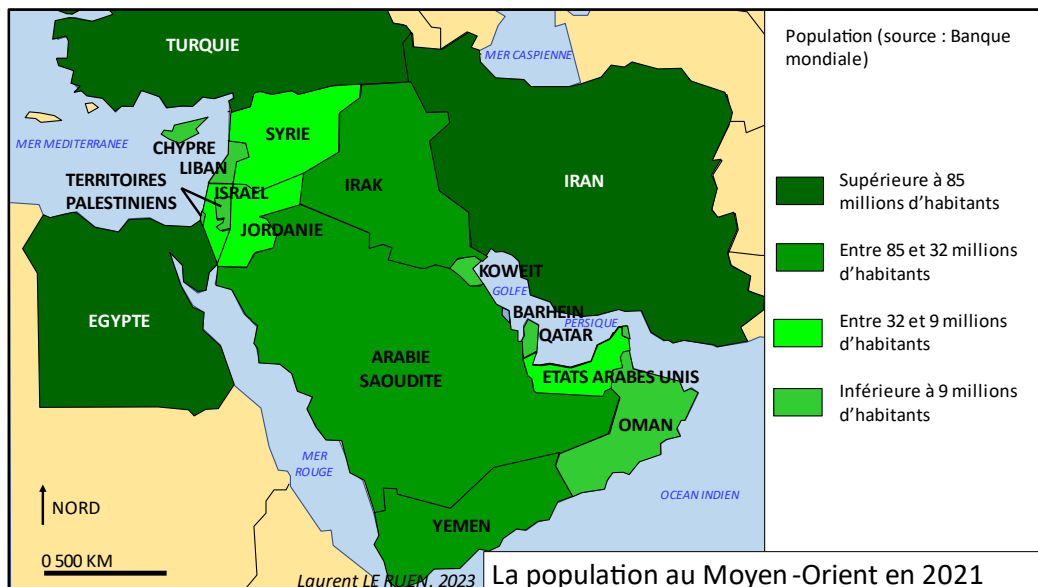 TURQUIE
MER CASPIENNE
MER MEDITERRANEE
CHYPRE
SYRIE
LIBAN
TERRITOIRES
PALESTINIENS
ISRAEL
IRAK
IRAN
JORDANIE
KOWEIT
GOLFE
EGYPTE
BARHEIN
PERSIQUE
QATAR
ARABIE
SAOUDITE
ETATS ARABES UNIS
OMAN
MER
ROUGE
OCEAN INDIEN
YEMEN
NORD
0 500 KM
Laurent LE RUEN, 2023
La population au Moyen-Orient en 2021
Population (source : Banque
mondiale)
Supérieure à 85
millions d’habitants
Entre 85 et 32 millions
d’habitants
Entre 32 et 9 millions
d’habitants
Inférieure à 9 millions
d’habitants